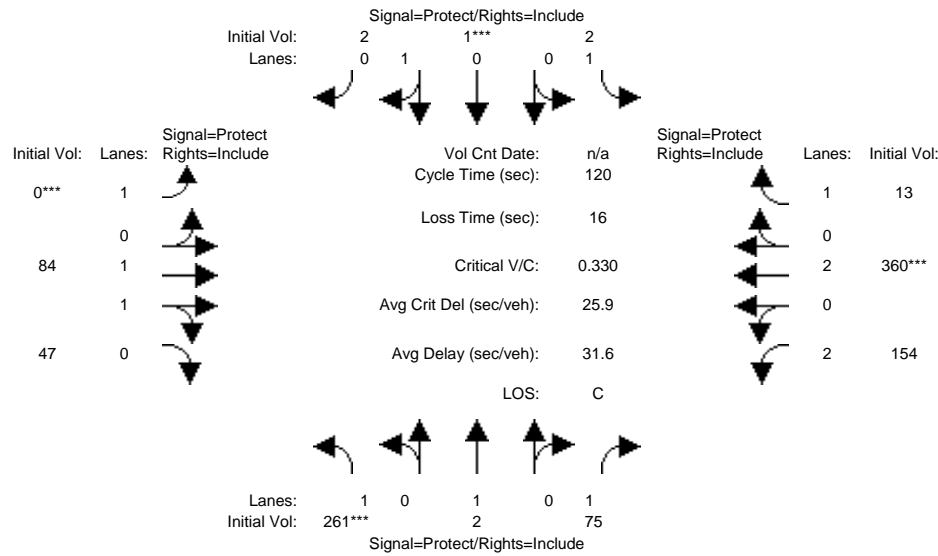 Signal=Protect/Rights=Include
Initial Vol: 2 1*** 2
Lanes: 0 1 0 0 1
Signal=Protect Signal=Protect
Initial Vol: Lanes: Rights=Include Vol Cnt Date: n/a Rights=Include Lanes: Initial Vol:
Cycle Time (sec): 120
0*** 1 1 13
Loss Time (sec): 16
0 0
84 1 Critical V/C: 0.330 2 360***
1 Avg Crit Del (sec/veh): 25.9 0
47 0 Avg Delay (sec/veh): 31.6 2 154
LOS: C
Lanes: 1 0 1 0 1
Initial Vol: 261*** 2 75
Signal=Protect/Rights=Include